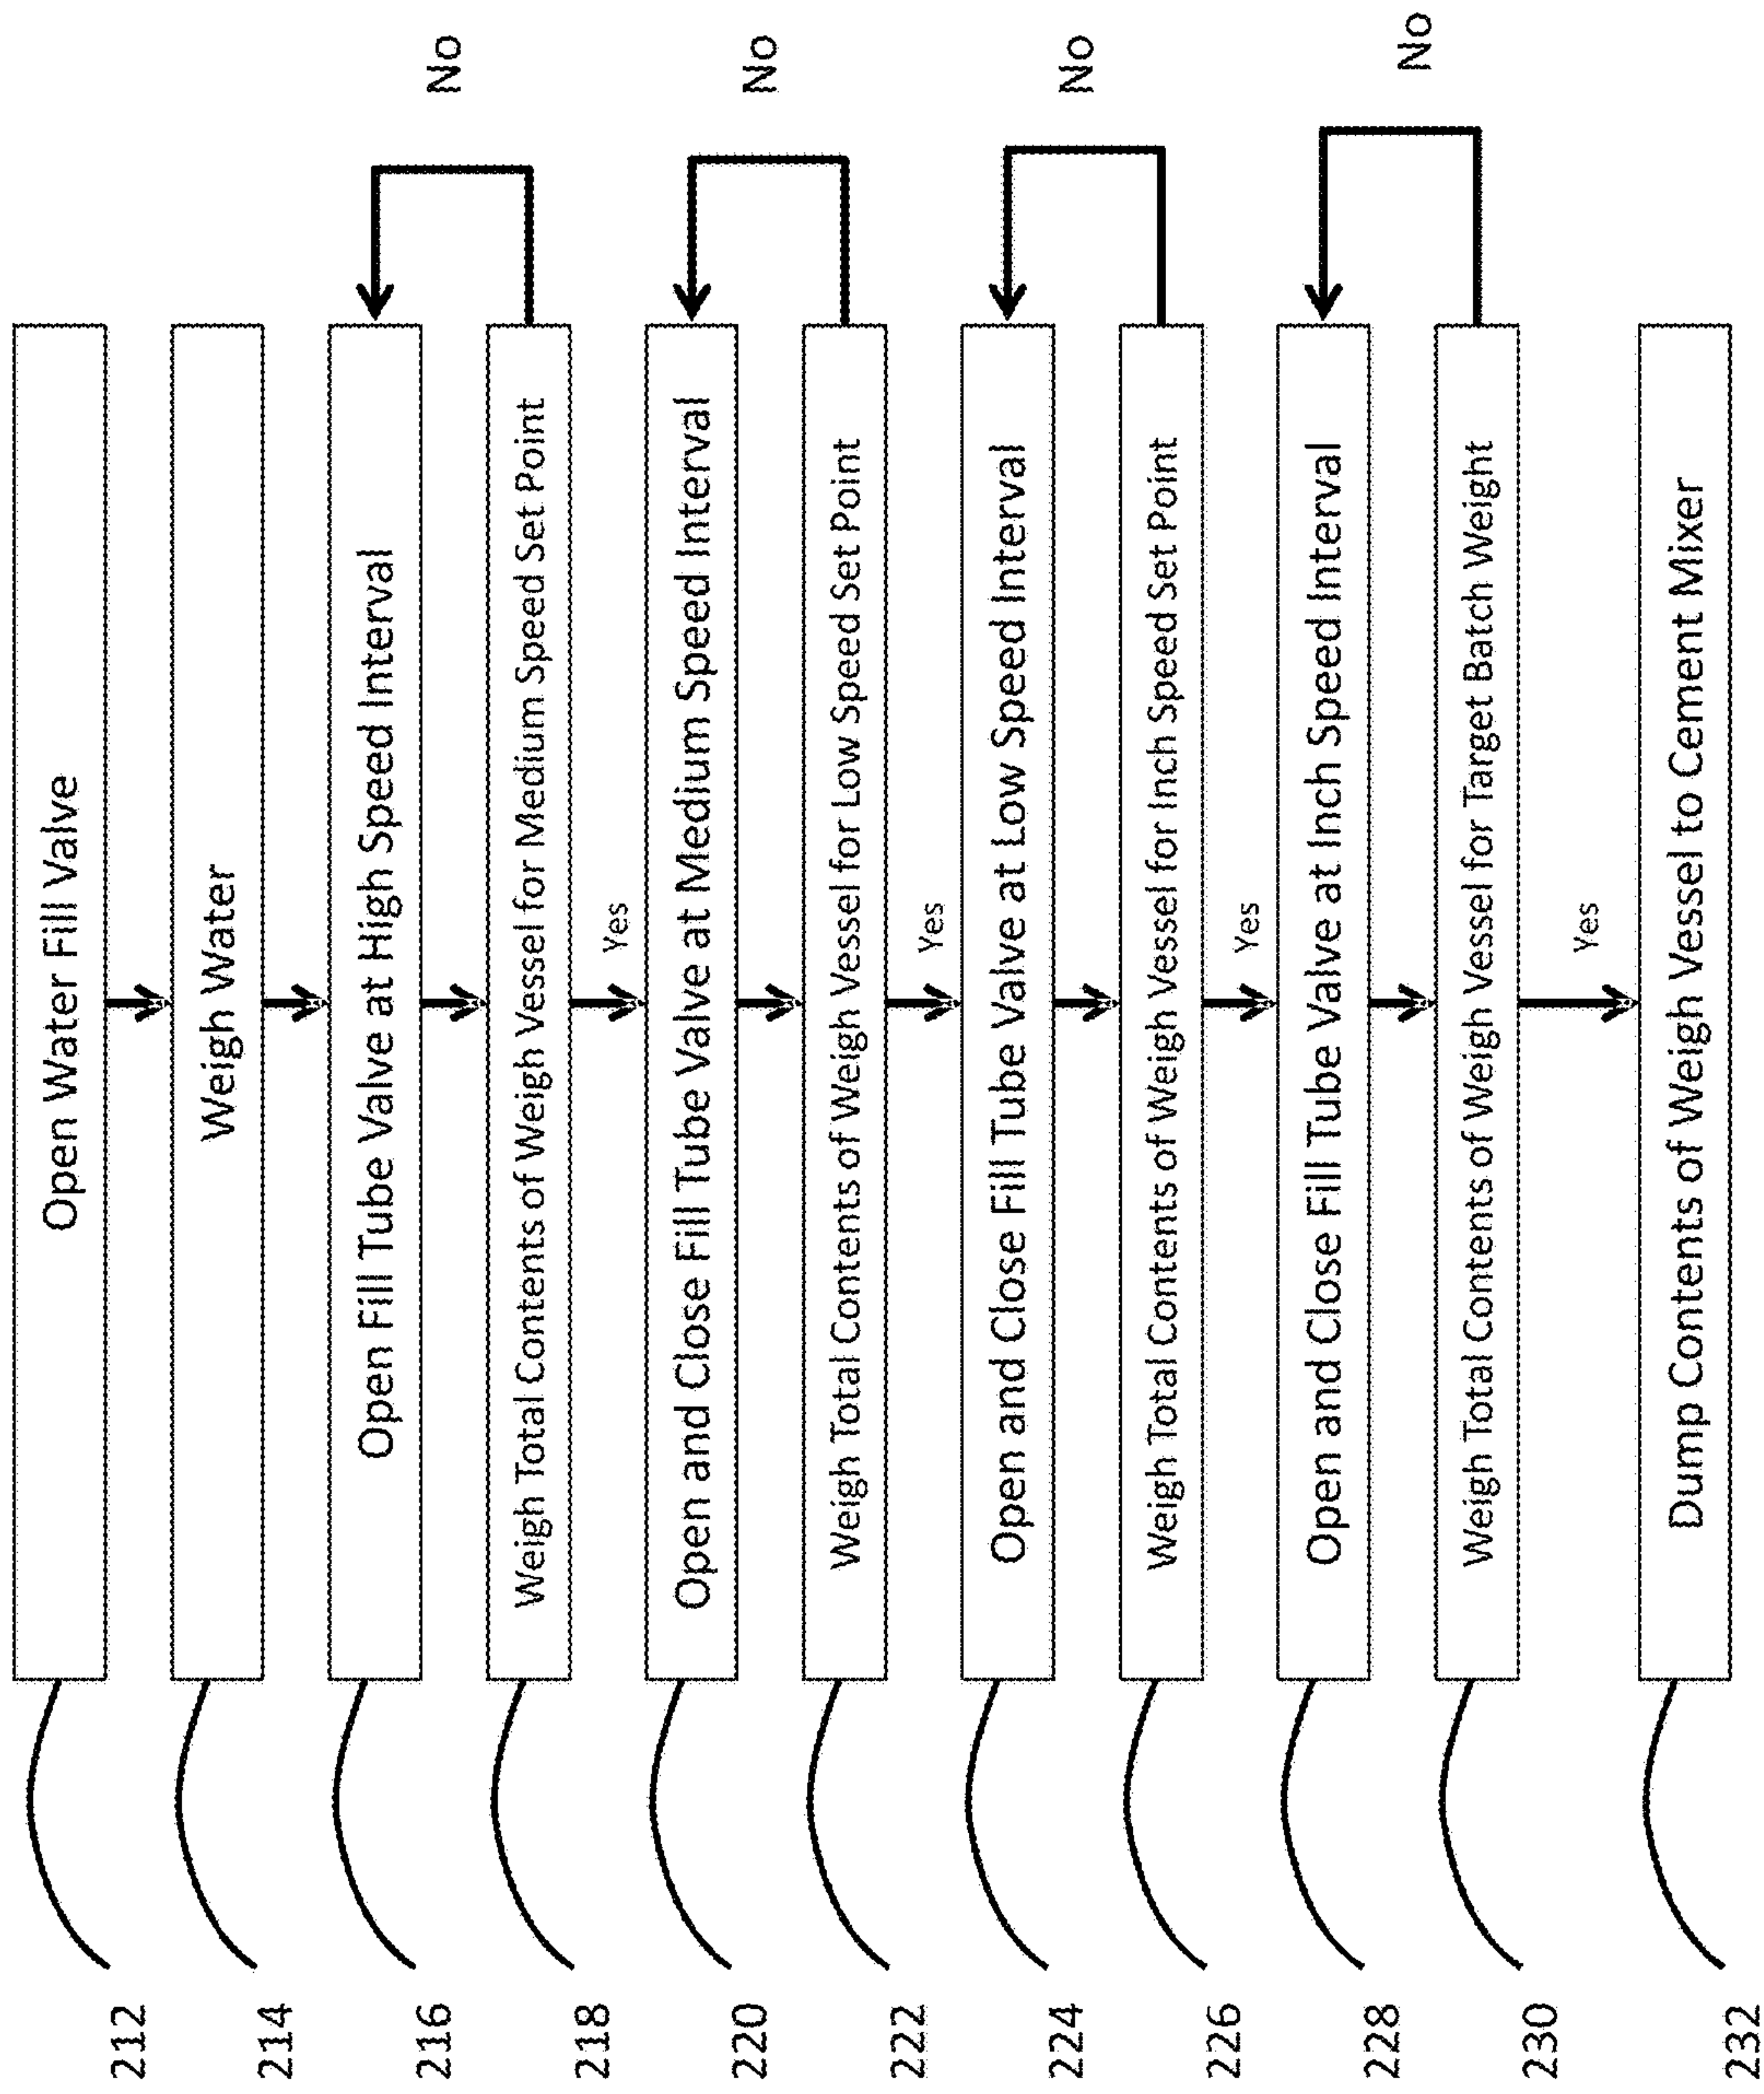 212 Open Water Fill Valve
214 Weigh Water
216 Open Fill Tube Valve at High Speed Interval
No
218 Weigh Total Contents of Weigh Vessel for Medium Speed Set Point
Yes
220 Open and Close Fill Tube Valve at Medium Speed Interval
No
222 Weigh Total Contents of Weigh Vessel for Low Speed Set Point
Yes
224 Open and Close Fill Tube Valve at Low Speed Interval
No
226 Weigh Total Contents of Weigh Vessel for Inch Speed Set Point
Yes
228 Open and Close Fill Tube Valve at Inch Speed Interval
No
230 Weigh Total Contents of Weigh Vessel for Target Batch Weight
Yes
232 Dump Contents of Weigh Vessel to Cement Mixer